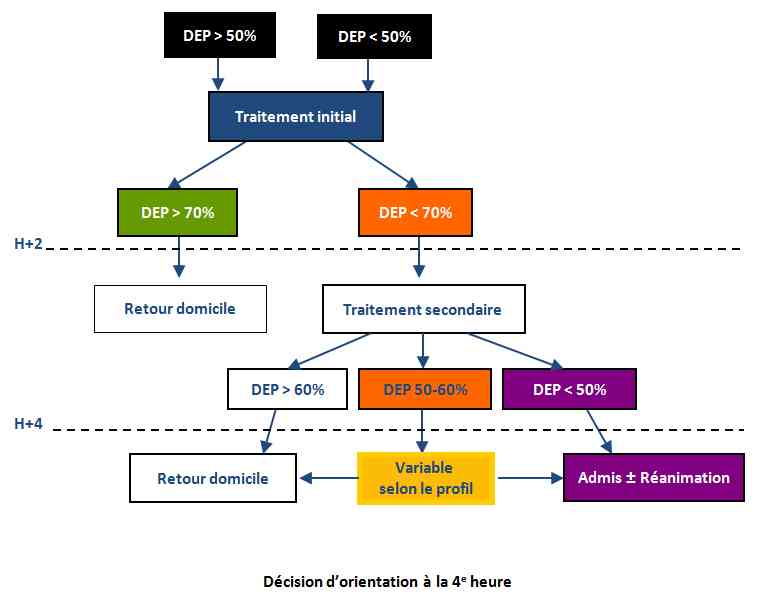 DEP > 50%
DEP < 50%
Traitement initial
DEP > 70%
DEP < 70%
H+2
Retour domicile
Traitement secondaire
DEP > 60%
DEP 50-60%
DEP < 50%
H+4
Retour domicile
Variable
selon le profil
Admis ± Réanimation
Décision d’orientation à la 4e heure